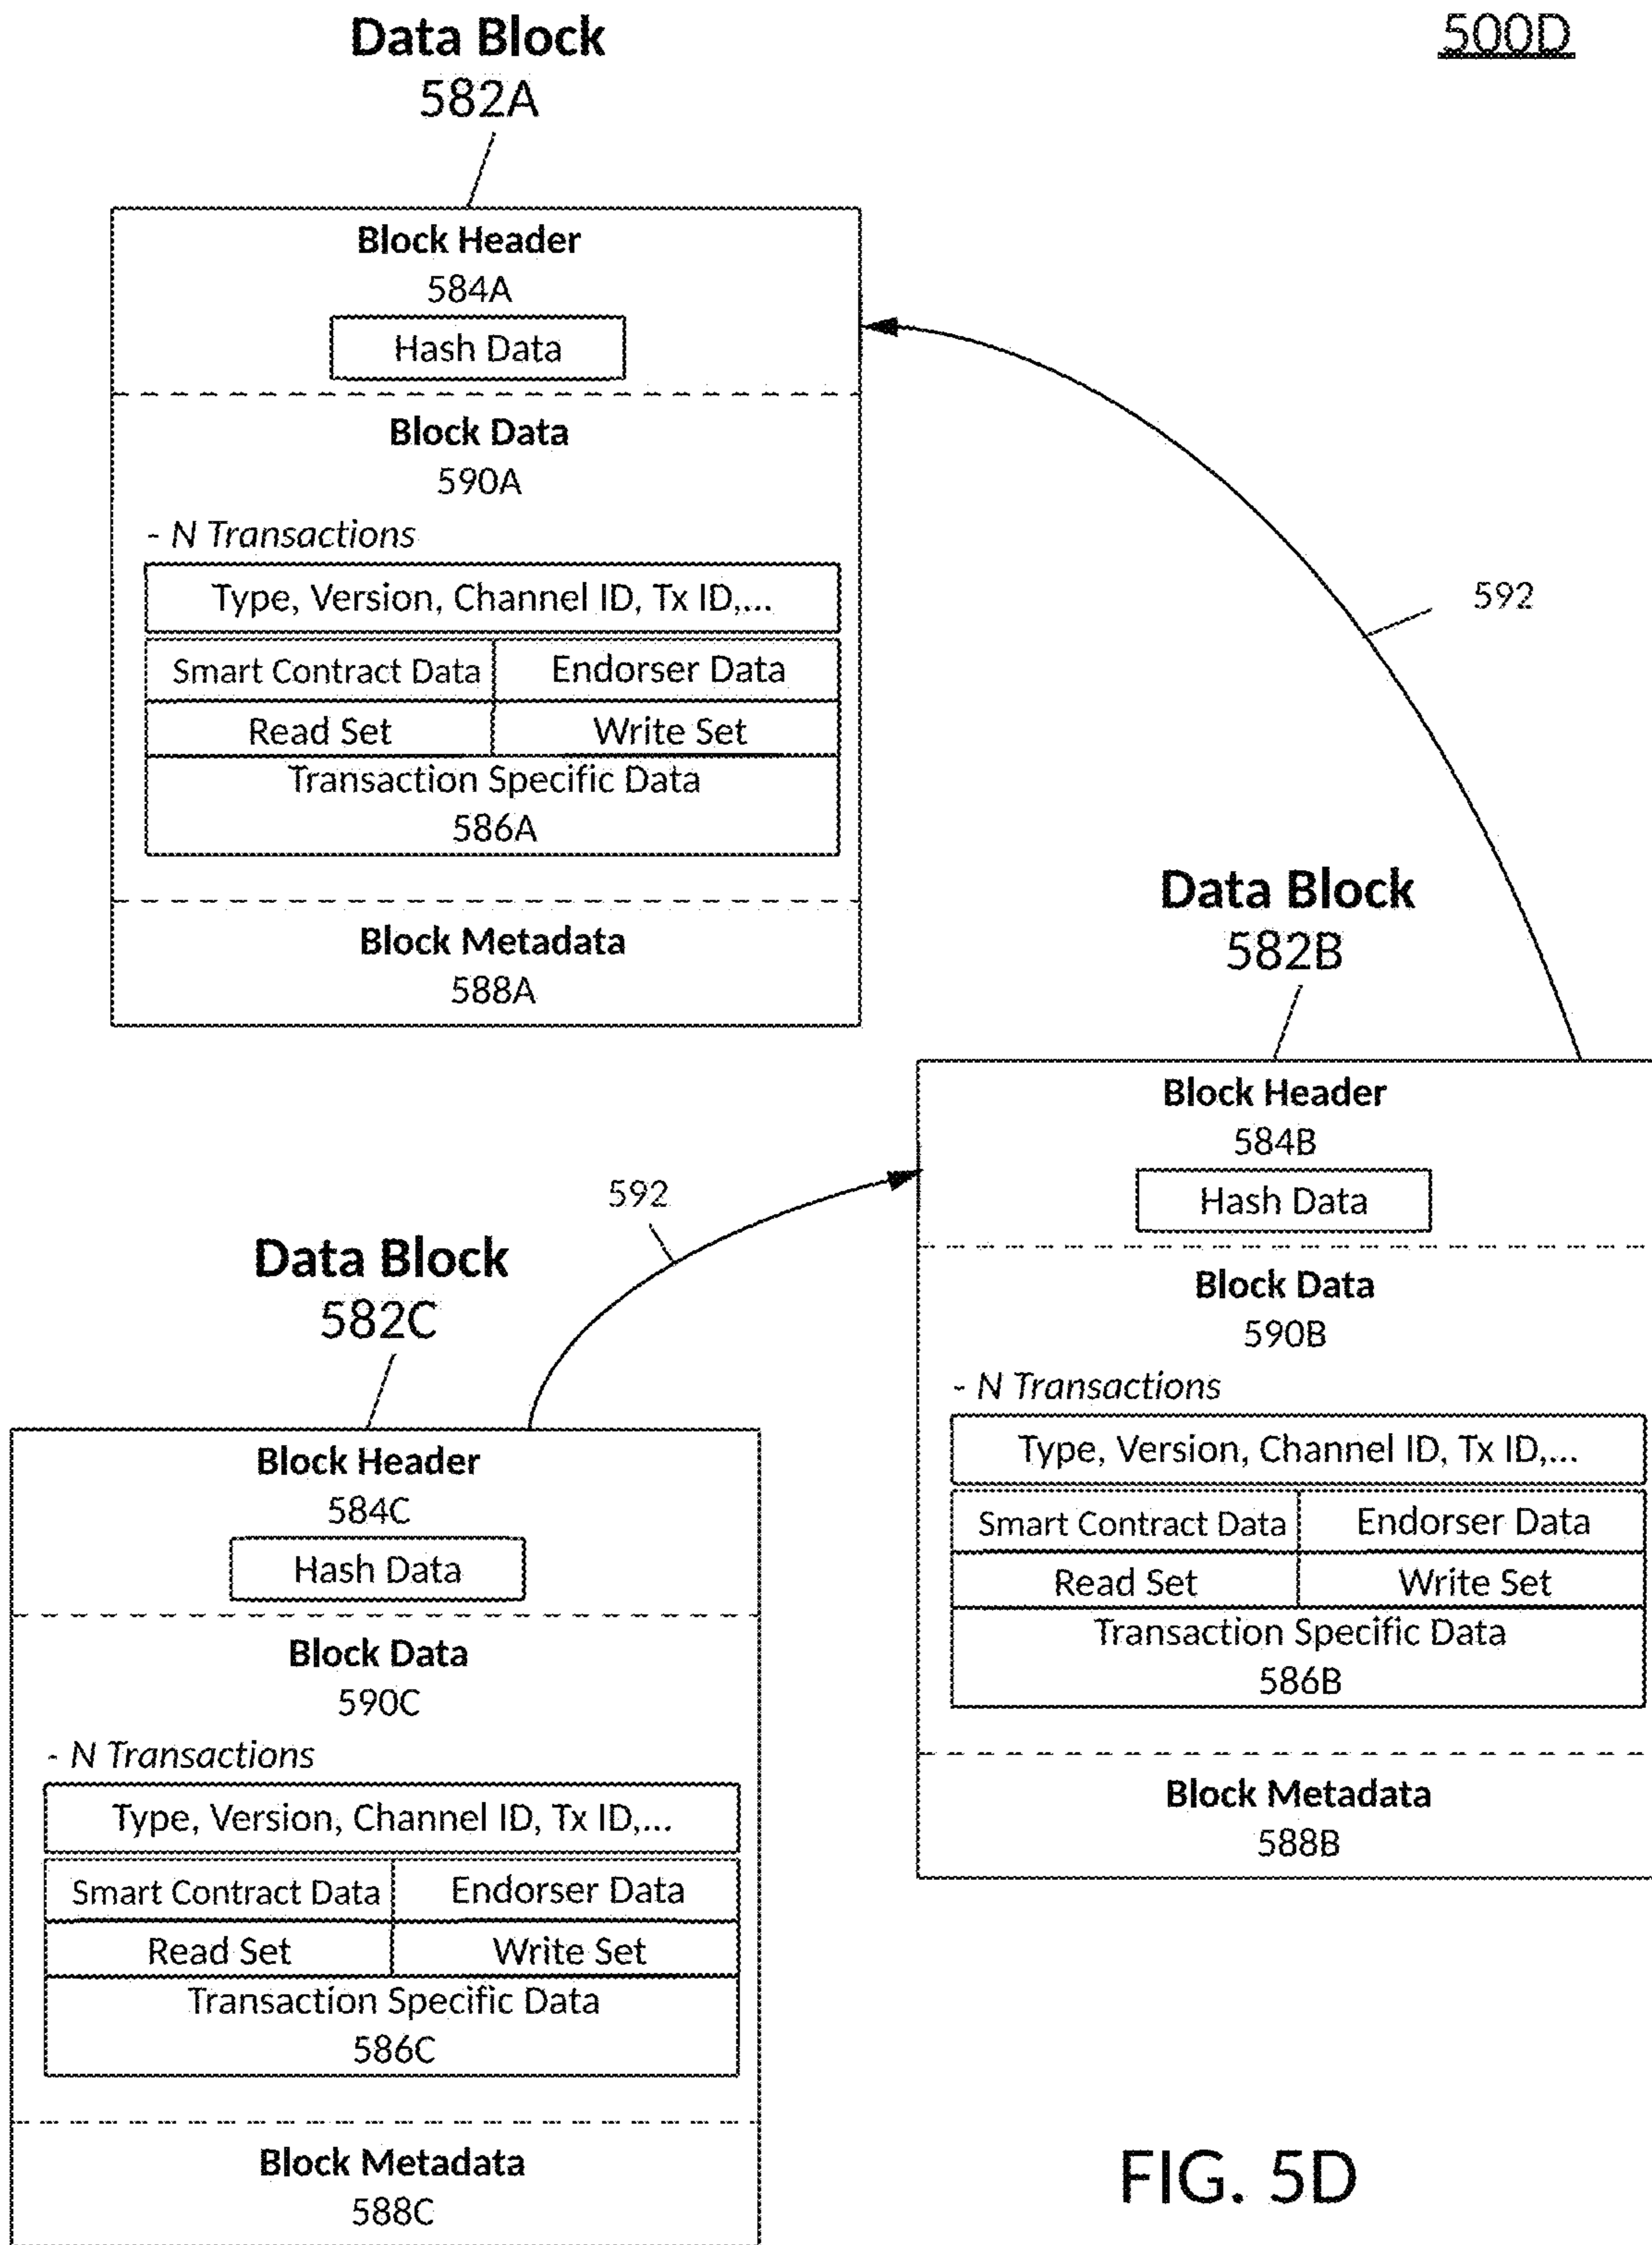 500D
Data Block
582A
Block Header
584A
Hash Data
Block Data
590A
- N Transactions
Type, Version, Channel ID, Tx ID,...
Smart Contract Data Endorser Data
Read Set Write Set
Transaction Specific Data
586A
Block Metadata
588A
592
Data Block
582B
Block Header
584B
Hash Data
Block Data
590B
- N Transactions
Type, Version, Channel ID, Tx ID,...
Smart Contract Data Endorser Data
Read Set Write Set
Transaction Specific Data
586B
Block Metadata
588B
592
Data Block
582C
Block Header
584C
Hash Data
Block Data
590C
- N Transactions
Type, Version, Channel ID, Tx ID,...
Smart Contract Data Endorser Data
Read Set Write Set
Transaction Specific Data
586C
Block Metadata
588C
FIG. 5D